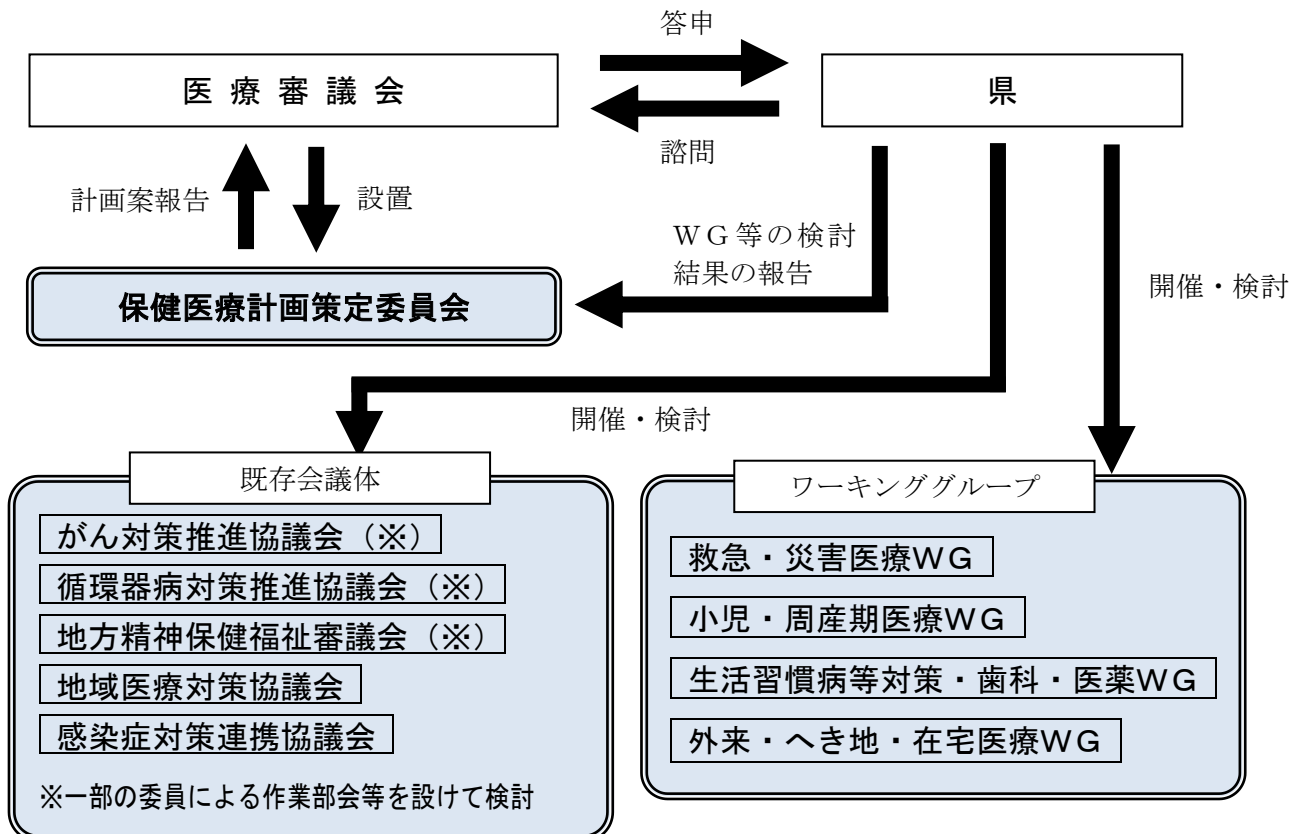 答申
医療審議会
県
諮問
計画案報告
設置
ＷＧ等の検討
結果の報告
保健医療計画策定委員会
開催・検討
開催・検討
既存会議体
がん対策推進協議会（※）
循環器病対策推進協議会（※）
地方精神保健福祉審議会（※）
地域医療対策協議会
感染症対策連携協議会
※一部の委員による作業部会等を設けて検討
ワーキンググループ
救急・災害医療ＷＧ
小児・周産期医療ＷＧ
生活習慣病等対策・歯科・医薬ＷＧ
外来・へき地・在宅医療ＷＧ